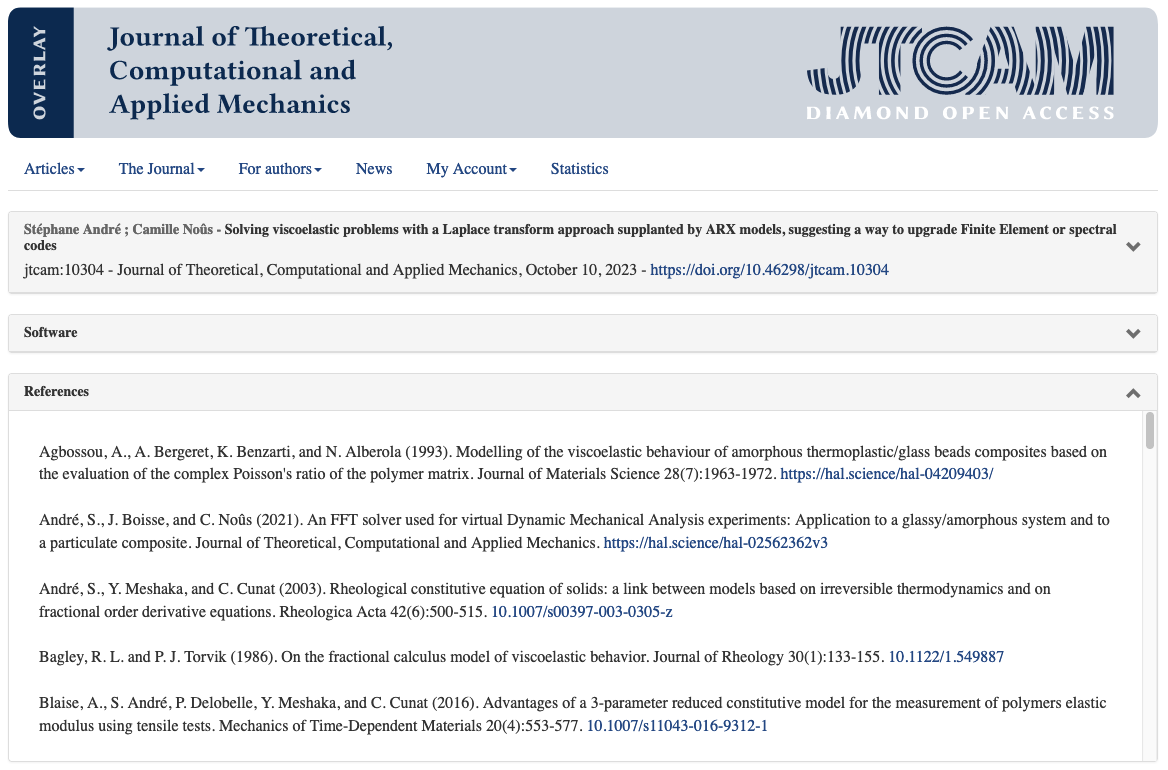 OVERLAY
Journal of Theoretical,
Computational and
Applied Mechanics
JTCAM
DIAMOND OPEN ACCESS
Articles The Journal For authors News My Account Statistics
Stéphane André ; Camille Noûs - Solving viscoelastic problems with a Laplace transform approach supplanted by ARX models, suggesting a way to upgrade Finite Element or spectral
codes
jtcam:10304 - Journal of Theoretical, Computational and Applied Mechanics, October 10, 2023 - https://doi.org/10.46298/jtcam.10304
Software
References
Agbossou, A., A. Bergeret, K. Benzarti, and N. Alberola (1993). Modelling of the viscoelastic behaviour of amorphous thermoplastic/glass beads composites based on
the evaluation of the complex Poisson's ratio of the polymer matrix. Journal of Materials Science 28(7):1963-1972. https://hal.science/hal-04209403/
André, S., J. Boisse, and C. Noûs (2021). An FFT solver used for virtual Dynamic Mechanical Analysis experiments: Application to a glassy/amorphous system and to
a particulate composite. Journal of Theoretical, Computational and Applied Mechanics. https://hal.science/hal-02562362v3
André, S., Y. Meshaka, and C. Cunat (2003). Rheological constitutive equation of solids: a link between models based on irreversible thermodynamics and on
fractional order derivative equations. Rheologica Acta 42(6):500-515. 10.1007/s00397-003-0305-z
Bagley, R. L. and P. J. Torvik (1986). On the fractional calculus model of viscoelastic behavior. Journal of Rheology 30(1):133-155. 10.1122/1.549887
Blaise, A., S. André, P. Delobelle, Y. Meshaka, and C. Cunat (2016). Advantages of a 3-parameter reduced constitutive model for the measurement of polymers elastic
modulus using tensile tests. Mechanics of Time-Dependent Materials 20(4):553-577. 10.1007/s11043-016-9312-1